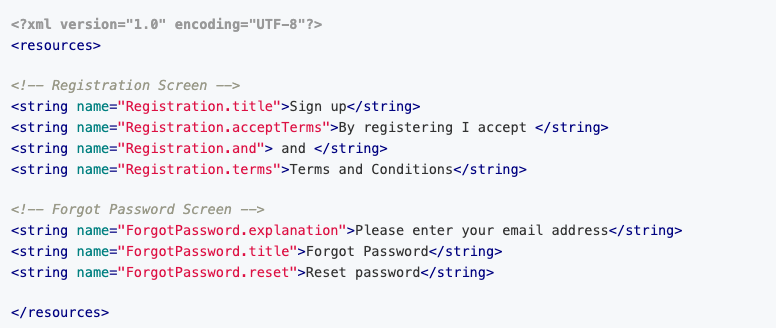 <?xml version="1.0" encoding="UTF-8"?>
<resources>
<!-- Registration Screen -->
<string name="Registration.title">Sign up</string>
<string name="Registration.acceptTerms">By registering I accept </string>
<string name="Registration.and"> and </string>
<string name="Registration.terms">Terms and Conditions</string>
<!-- Forgot Password Screen -->
<string name="ForgotPassword.explanation">Please enter your email address</string>
<string name="ForgotPassword.title">Forgot Password</string>
<string name="ForgotPassword.reset">Reset password</string>
</resources>